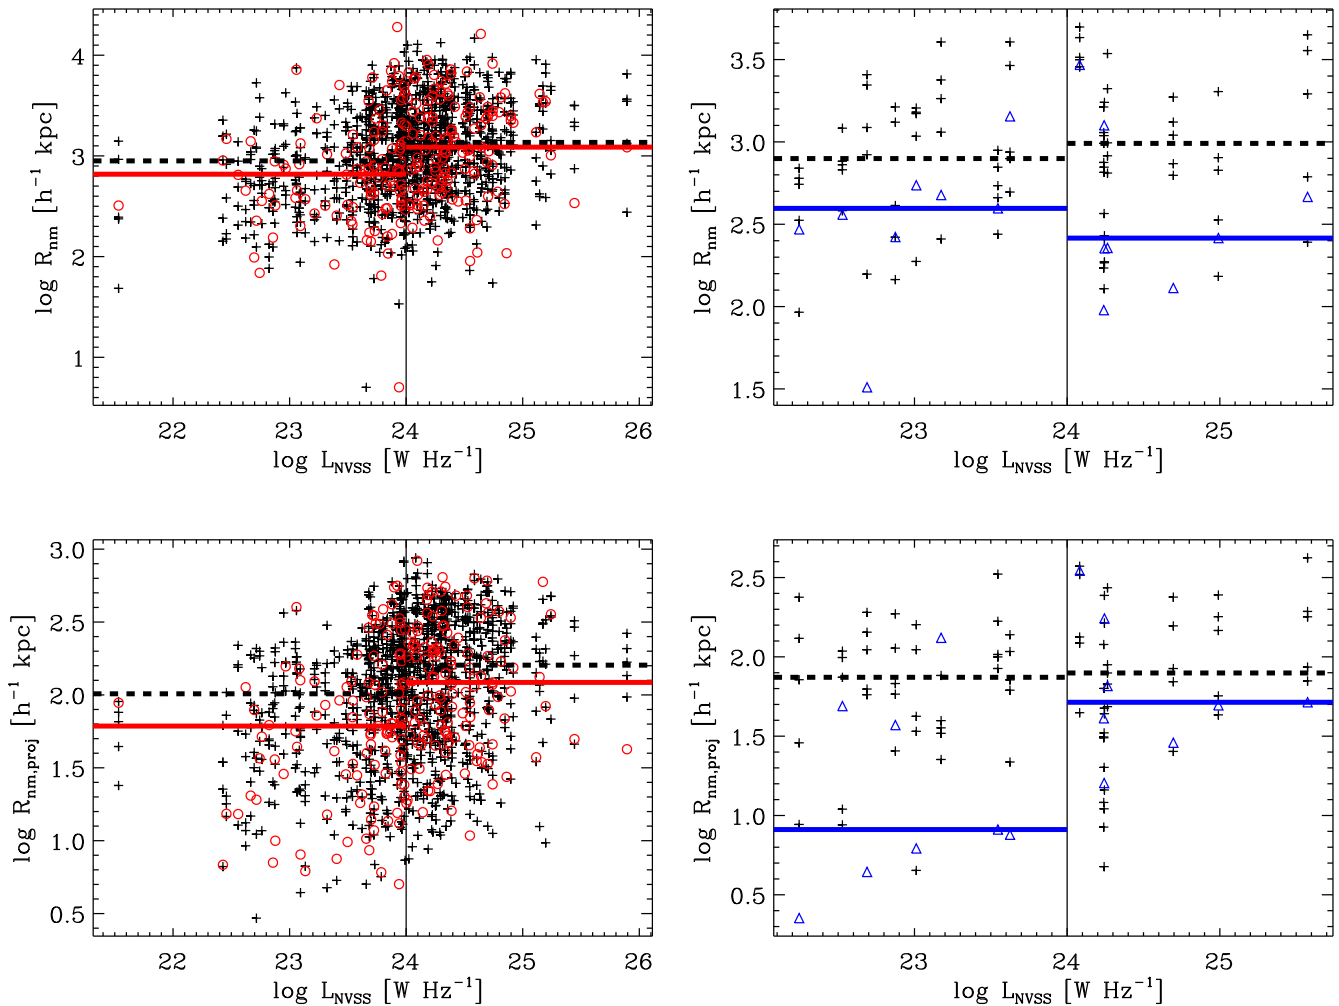 4
3
2
1
log R_nm [h^-1 kpc]
22 23 24 25 26
log L_NVSS [W Hz^-1]
3.5
3.0
2.5
2.0
1.5
log R_nm [h^-1 kpc]
23 24 25
log L_NVSS [W Hz^-1]
3.0
2.5
2.0
1.5
1.0
0.5
log R_nm,proj [h^-1 kpc]
22 23 24 25 26
log L_NVSS [W Hz^-1]
2.5
2.0
1.5
1.0
0.5
log R_nm,proj [h^-1 kpc]
23 24 25
log L_NVSS [W Hz^-1]